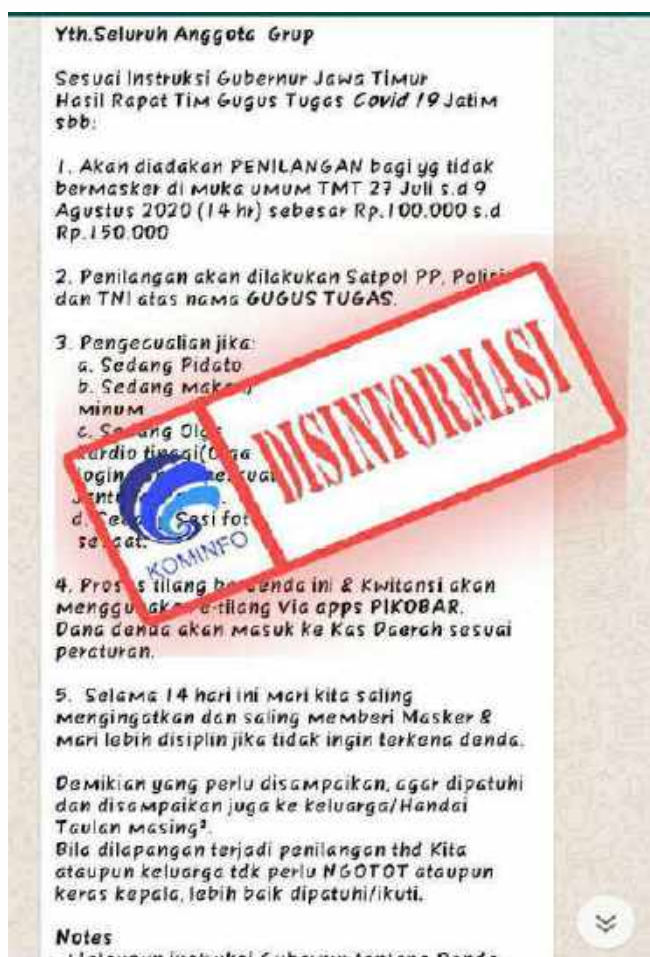 Yth.Seluruh Anggota Grup
Sesuai Instruksi Gubernur Jawa Timur
Hasil Rapat Tim Gugus Tugas Covid 19 Jatim
sbb:
1. Akan diadakan PENILANGAN bagi yg tidak
bermasker di muka umum TMT 27 Juli s.d 9
Agustus 2020 (14 hr) sebesar Rp.100.000 s.d
Rp.150.000
2. Penilangan akan dilakukan Satpol PP, Polisi
dan TNI atas nama GUGUS TUGAS.
3. Pengecualian jika:
a. Sedang Pidato
b. Sedang
minum
c. Sedang
kardio tinggi
d. Sesi
DISINFORMASI
KOMINFO
4. Proses tilang berdenda ini & Kwitansi akan
menggunakan e-tilang Via apps PIKOBAR.
Dana denda akan masuk ke Kas Daerah sesuai
peraturan.
5. Selama 14 hari ini mari kita saling
mengingatkan dan saling memberi Masker &
mari lebih disiplin jika tidak ingin terkena denda.
Demikian yang perlu disampaikan, agar dipatuhi
dan disampaikan juga ke keluarga/Handai
Taulan masing².
Bila dilapangan terjadi penilangan thd Kita
ataupun keluarga tdk perlu NGOTOT ataupun
keras kepala, lebih baik dipatuhi/ikuti.
Notes